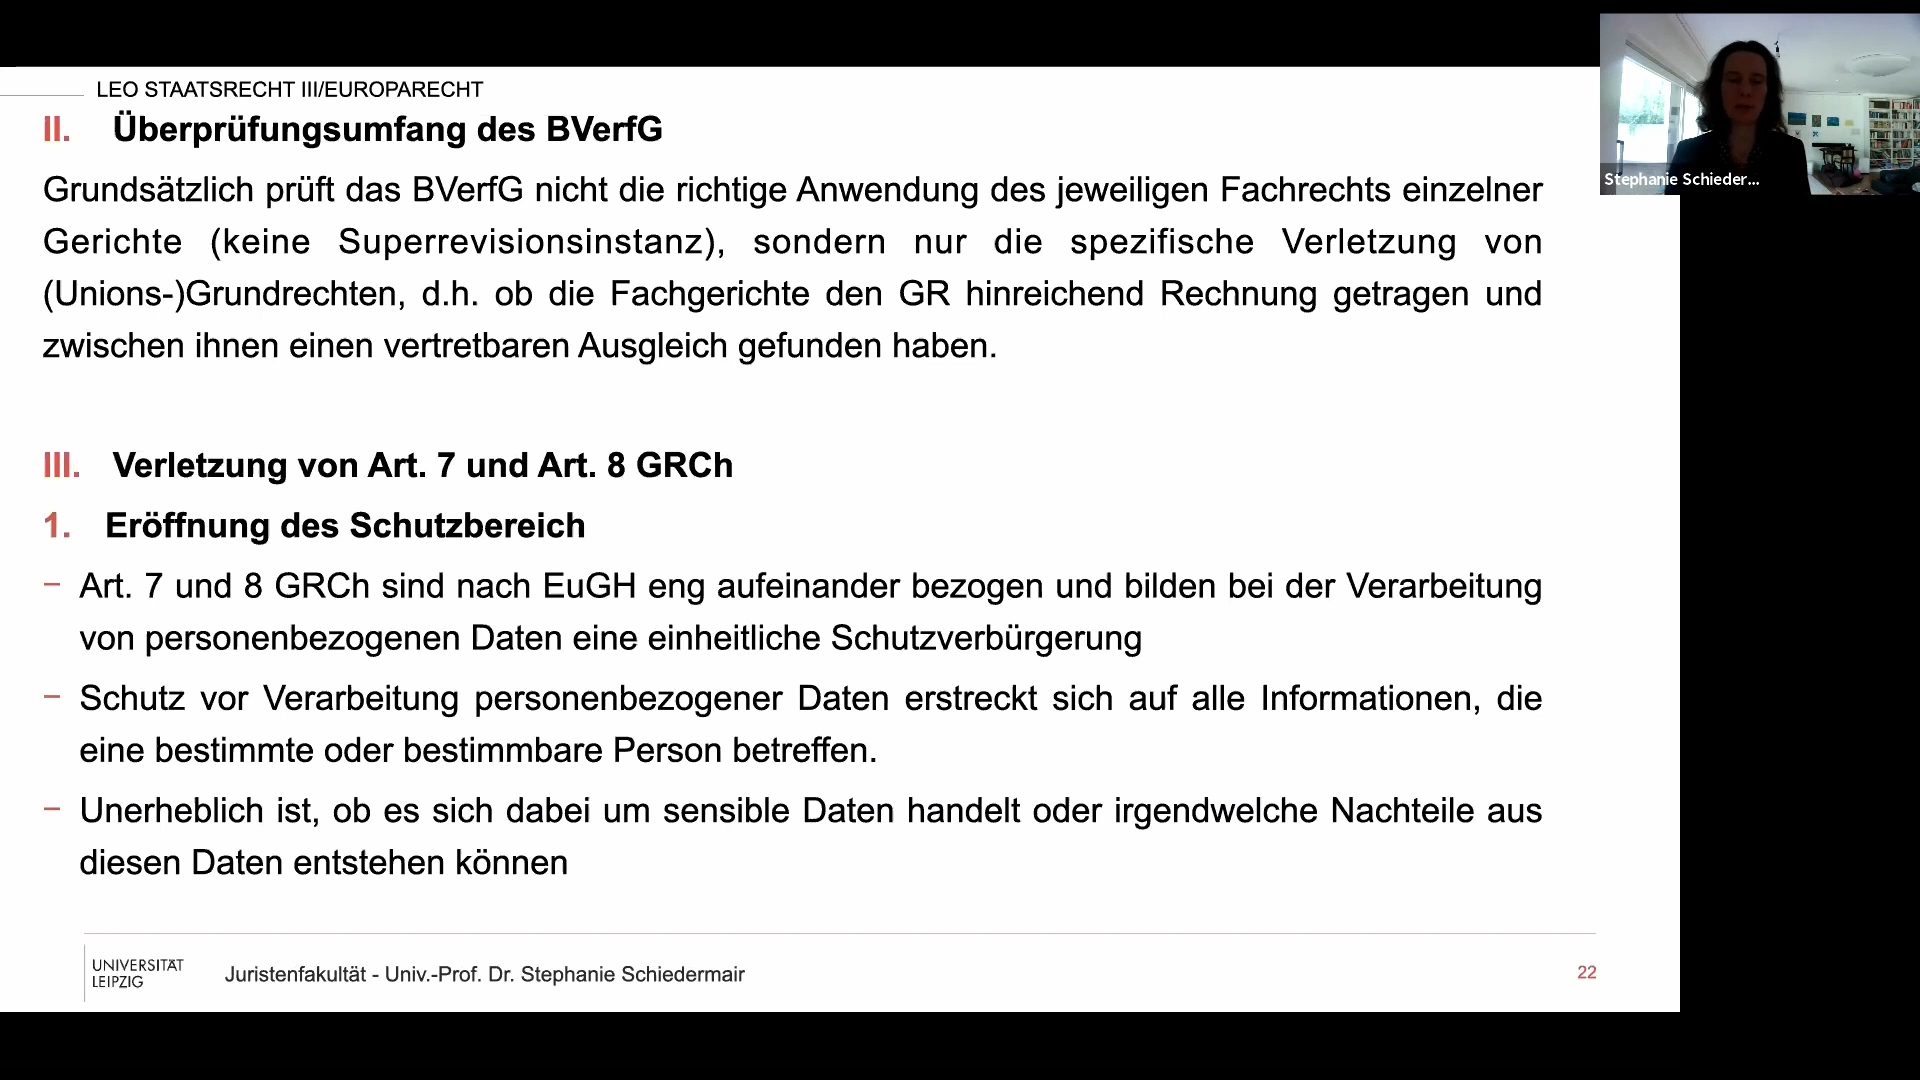 LEO STAATSRECHT III/EUROPARECHT
II. Überprüfungsumfang des BVerfG
Grundsätzlich prüft das BVerfG nicht die richtige Anwendung des jeweiligen Fachrechts einzelner
Gerichte (keine Superrevisionsinstanz), sondern nur die spezifische Verletzung von
(Unions-)Grundrechten, d.h. ob die Fachgerichte den GR hinreichend Rechnung getragen und
zwischen ihnen einen vertretbaren Ausgleich gefunden haben.
III. Verletzung von Art. 7 und Art. 8 GRCh
1. Eröffnung des Schutzbereich
– Art. 7 und 8 GRCh sind nach EuGH eng aufeinander bezogen und bilden bei der Verarbeitung
von personenbezogenen Daten eine einheitliche Schutzverbürgerung
– Schutz vor Verarbeitung personenbezogener Daten erstreckt sich auf alle Informationen, die
eine bestimmte oder bestimmbare Person betreffen.
– Unerheblich ist, ob es sich dabei um sensible Daten handelt oder irgendwelche Nachteile aus
diesen Daten entstehen können
UNIVERSITÄT
LEIPZIG
Juristenfakultät - Univ.-Prof. Dr. Stephanie Schiedermair
22
Stephanie Schieder...